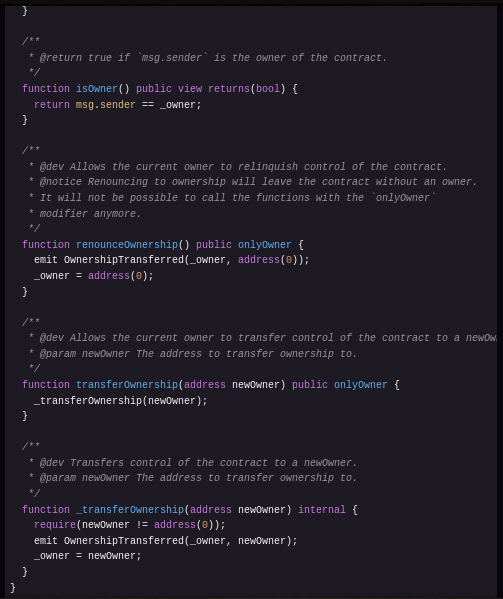 }
/**
* @return true if `msg.sender` is the owner of the contract.
*/
function isOwner() public view returns(bool) {
return msg.sender == _owner;
}
/**
* @dev Allows the current owner to relinquish control of the contract.
* @notice Renouncing to ownership will leave the contract without an owner.
* It will not be possible to call the functions with the `onlyOwner`
* modifier anymore.
*/
function renounceOwnership() public onlyOwner {
emit OwnershipTransferred(_owner, address(0));
_owner = address(0);
}
/**
* @dev Allows the current owner to transfer control of the contract to a newOw
* @param newOwner The address to transfer ownership to.
*/
function transferOwnership(address newOwner) public onlyOwner {
_transferOwnership(newOwner);
}
/**
* @dev Transfers control of the contract to a newOwner.
* @param newOwner The address to transfer ownership to.
*/
function _transferOwnership(address newOwner) internal {
require(newOwner != address(0));
emit OwnershipTransferred(_owner, newOwner);
_owner = newOwner;
}
}